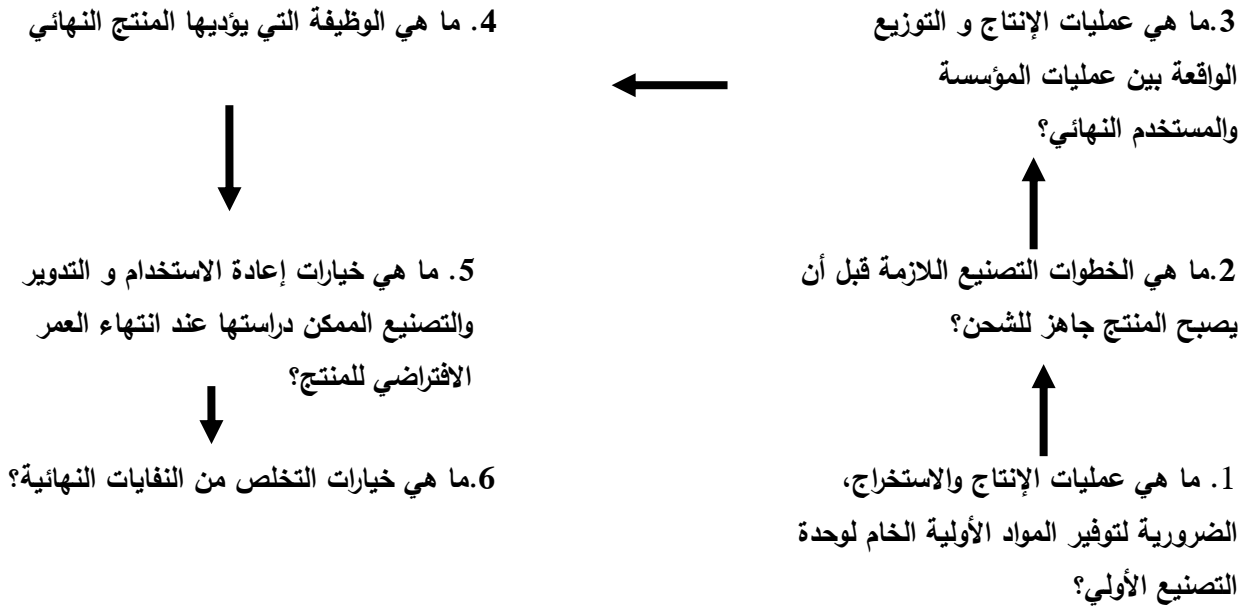 3.ما هي عمليات الإنتاج و التوزيع
الواقعة بين عمليات المؤسسة
والمستخدم النهائي؟
4. ما هي الوظيفة التي يؤديها المنتج النهائي
2.ما هي الخطوات التصنيع اللازمة قبل أن
يصبح المنتج جاهز للشحن؟
5. ما هي خيارات إعادة الاستخدام و التدوير
والتصنيع الممكن دراستها عند انتهاء العمر
الافتراضي للمنتج؟
1. ما هي عمليات الإنتاج والاستخراج،
الضرورية لتوفير المواد الأولية الخام لوحدة
التصنيع الأولي؟
6.ما هي خيارات التخلص من النفايات النهائية؟